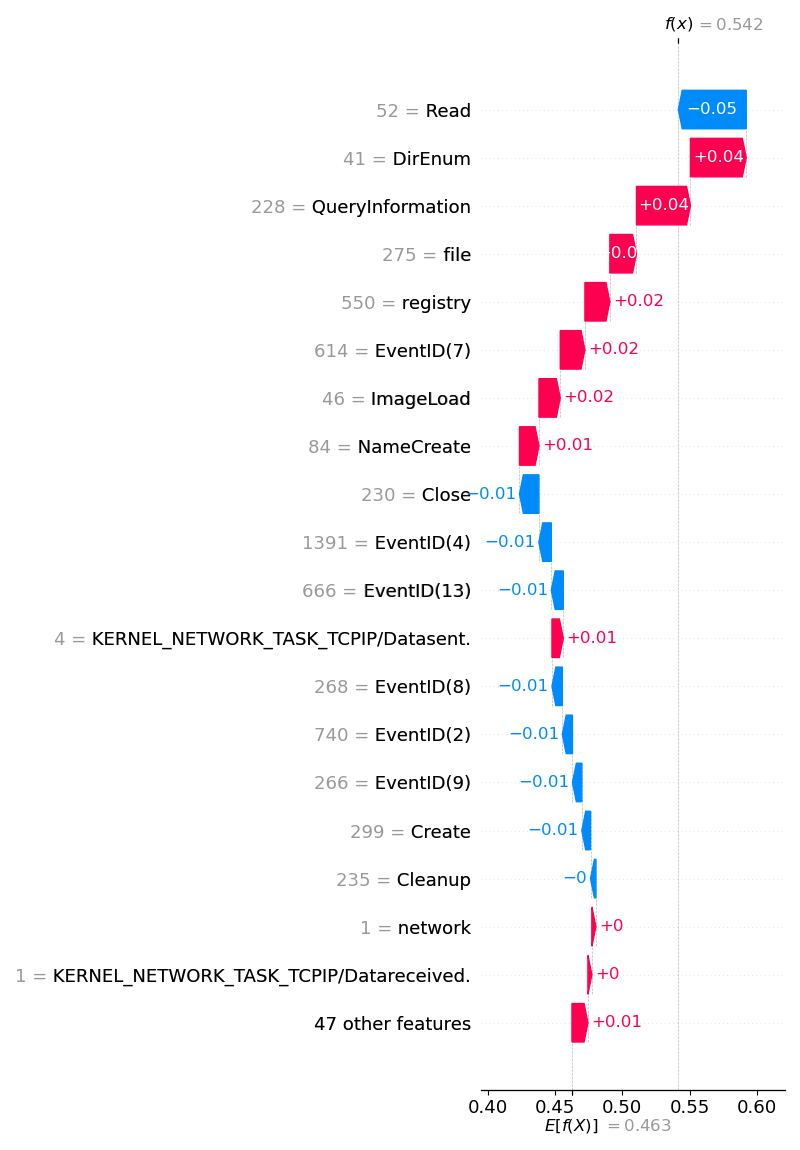 f(x) = 0.542
52 = Read
−0.05
41 = DirEnum
+0.04
228 = QueryInformation
+0.04
275 = file
550 = registry
+0.02
614 = EventID(7)
+0.02
46 = ImageLoad
+0.02
84 = NameCreate
+0.01
230 = Close
−0.01
1391 = EventID(4)
−0.01
666 = EventID(13)
−0.01
4 = KERNEL_NETWORK_TASK_TCPIP/Datasent.
+0.01
268 = EventID(8)
−0.01
740 = EventID(2)
−0.01
266 = EventID(9)
−0.01
299 = Create
−0.01
235 = Cleanup
−0
1 = network
+0
1 = KERNEL_NETWORK_TASK_TCPIP/Datareceived.
+0
47 other features
+0.01
0.40 0.45 0.50 0.55 0.60
E[f(X)] = 0.463